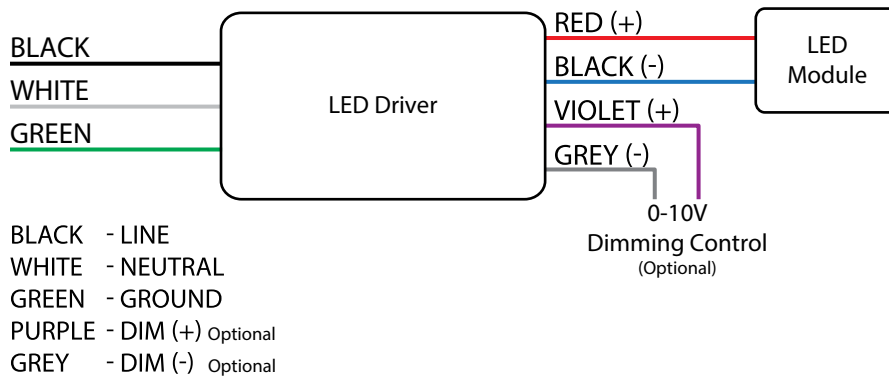 BLACK
WHITE
GREEN
LED Driver
RED (+)
BLACK (-)
VIOLET (+)
GREY (-)
LED
Module
0-10V
Dimming Control
(Optional)
BLACK - LINE
WHITE - NEUTRAL
GREEN - GROUND
PURPLE - DIM (+) Optional
GREY - DIM (-) Optional